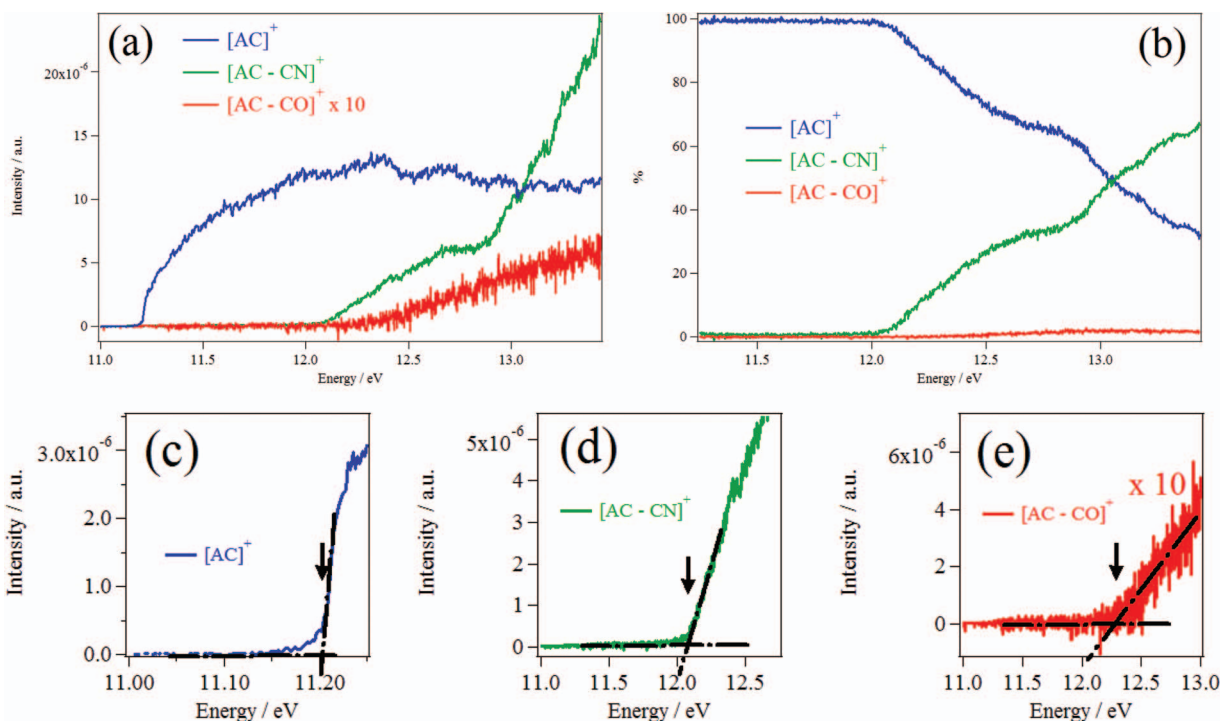 (a)
[AC]⁺
[AC - CN]⁺
[AC - CO]⁺ x 10
20x10⁻⁶
15
10
5
0
Intensity / a.u.
11.0 11.5 12.0 12.5 13.0
Energy / eV
(b)
[AC]⁺
[AC - CN]⁺
[AC - CO]⁺
100
80
60
40
20
0
%
11.5 12.0 12.5 13.0
Energy / eV
(c)
3.0x10⁻⁶
2.0
1.0
0.0
Intensity / a.u.
[AC]⁺
11.00 11.10 11.20
Energy / eV
(d)
5x10⁻⁶
4
3
2
1
0
Intensity / a.u.
[AC - CN]⁺
11.0 11.5 12.0 12.5
Energy / eV
(e)
6x10⁻⁶
4
2
0
Intensity / a.u.
x 10
[AC - CO]⁺
11.0 11.5 12.0 12.5 13.0
Energy / eV